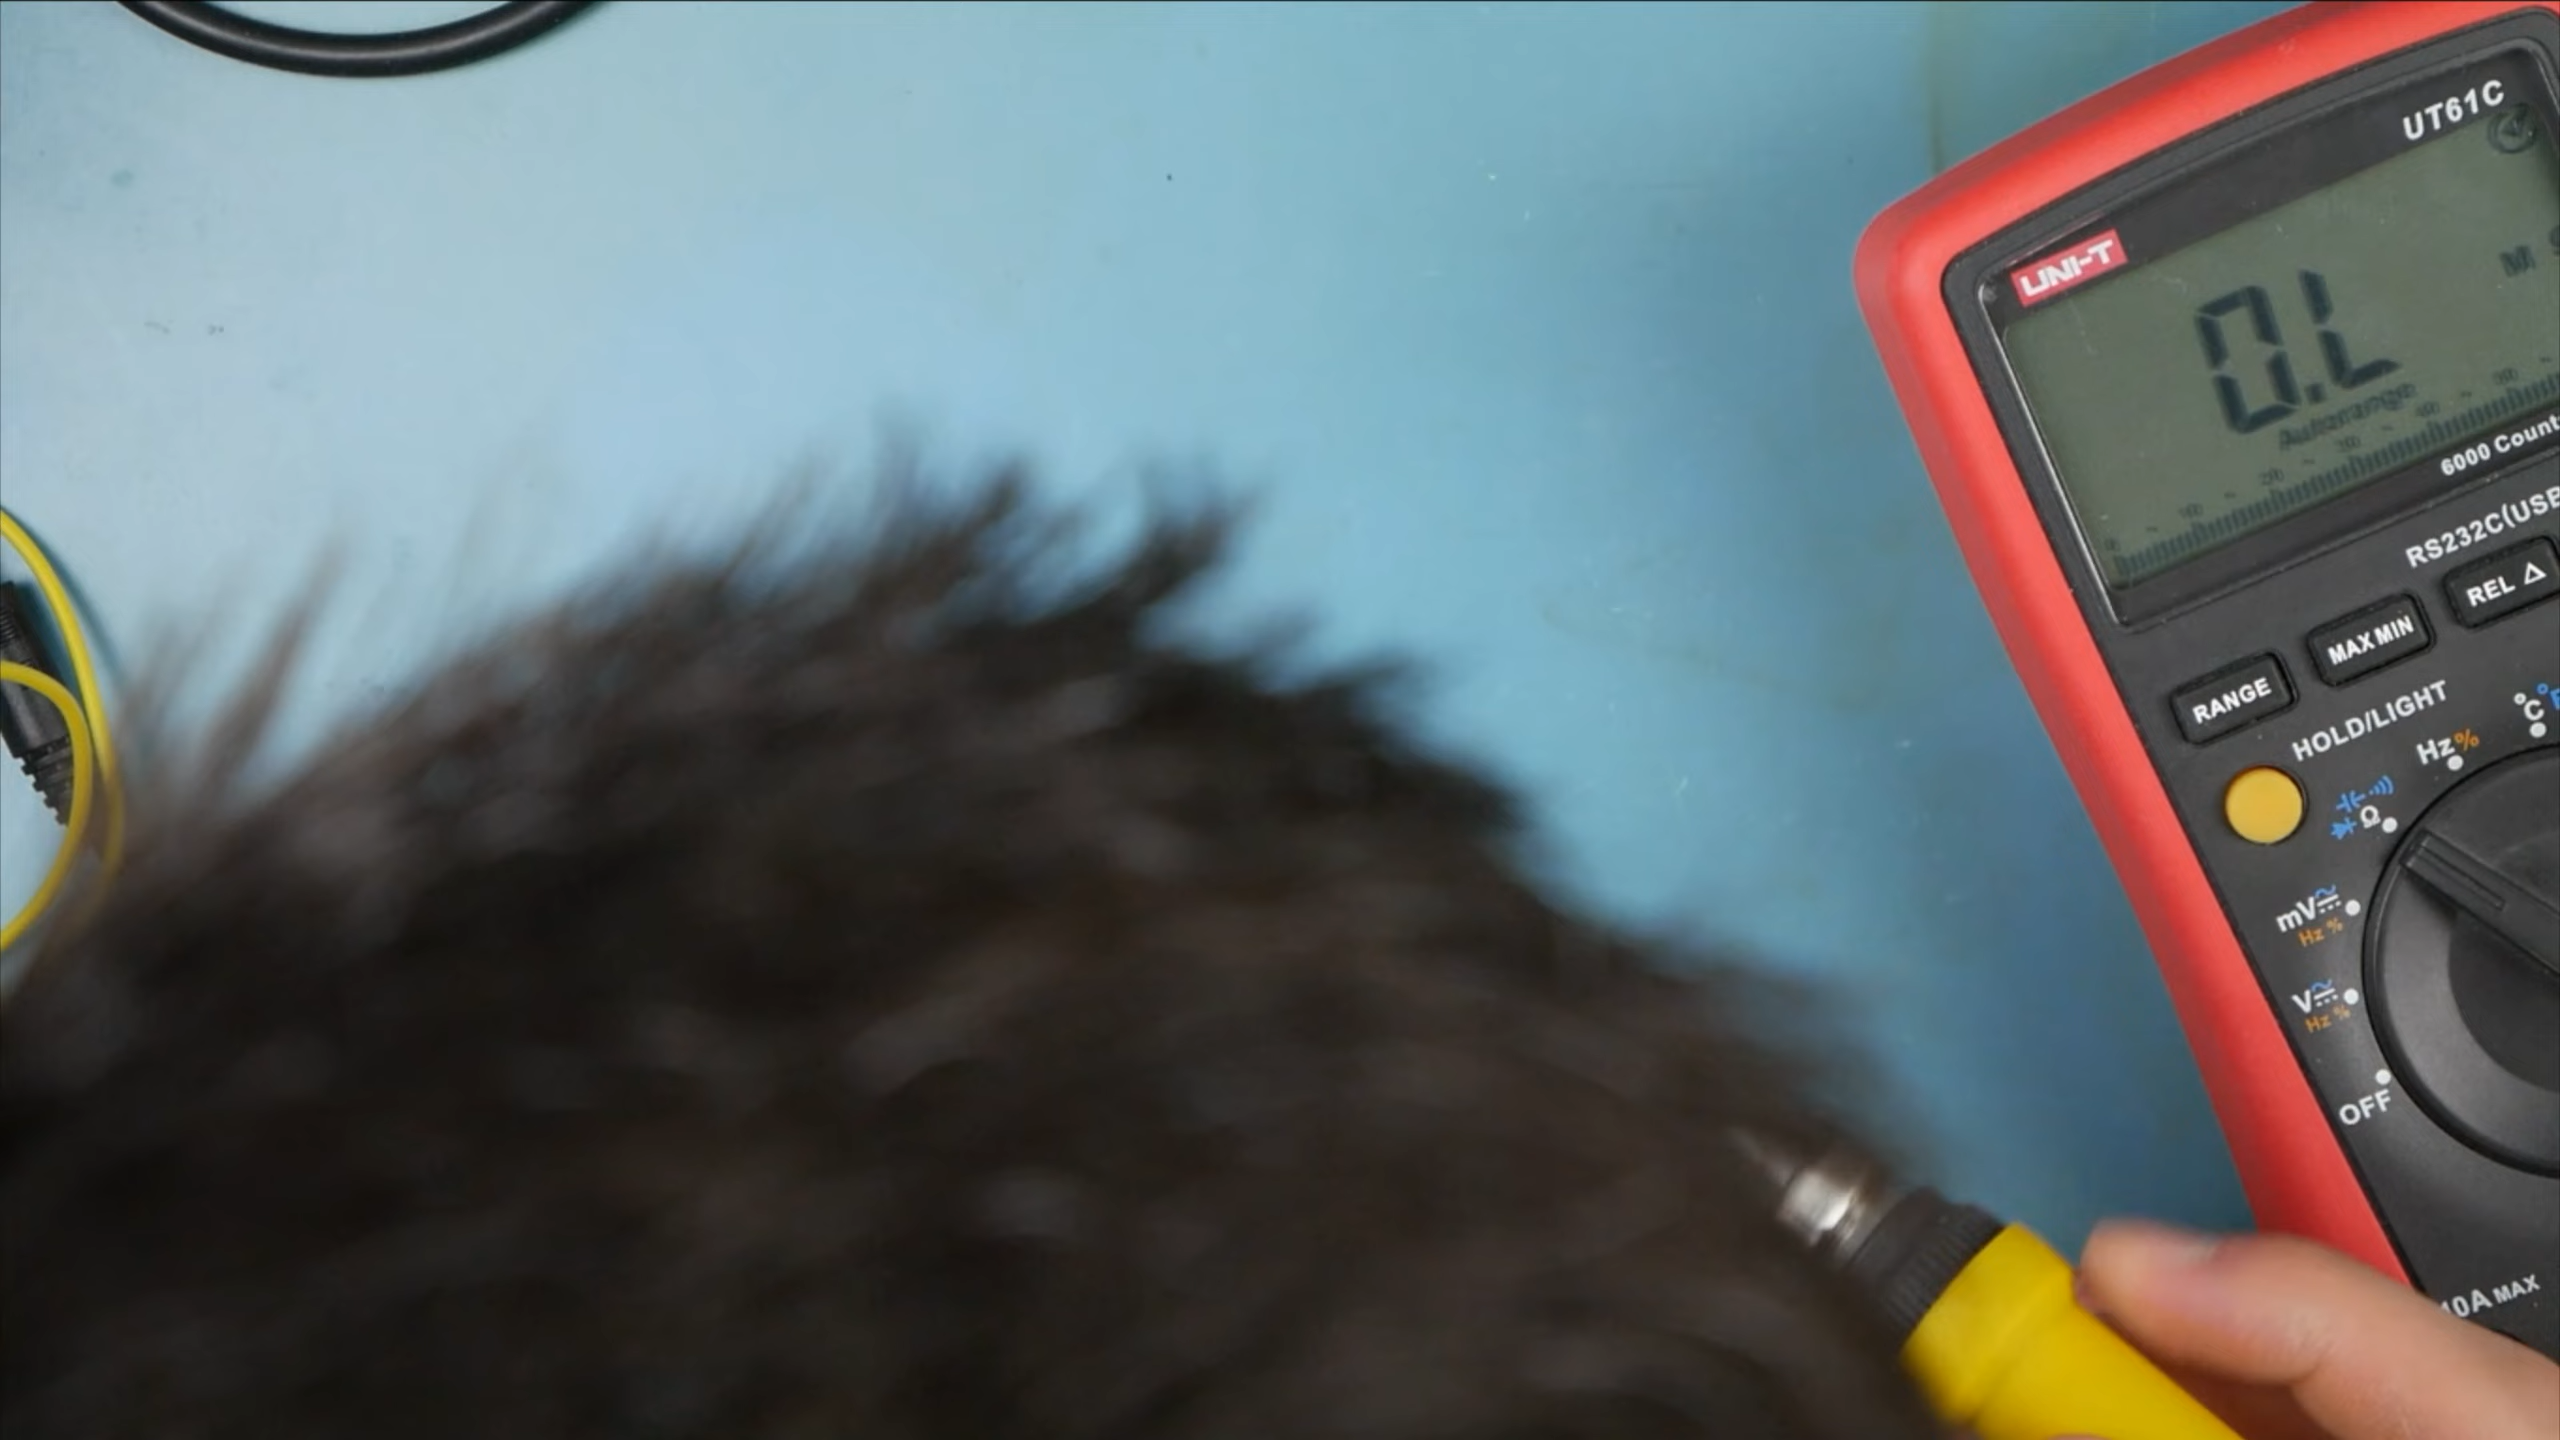 UT61C
UNI-T
M
0.L
Autorange
6000 Count
RS232C(USB
REL △
MAX MIN
RANGE
HOLD/LIGHT
°C
Hz%
Ω
mV
Hz %
V
Hz %
OFF
10A MAX